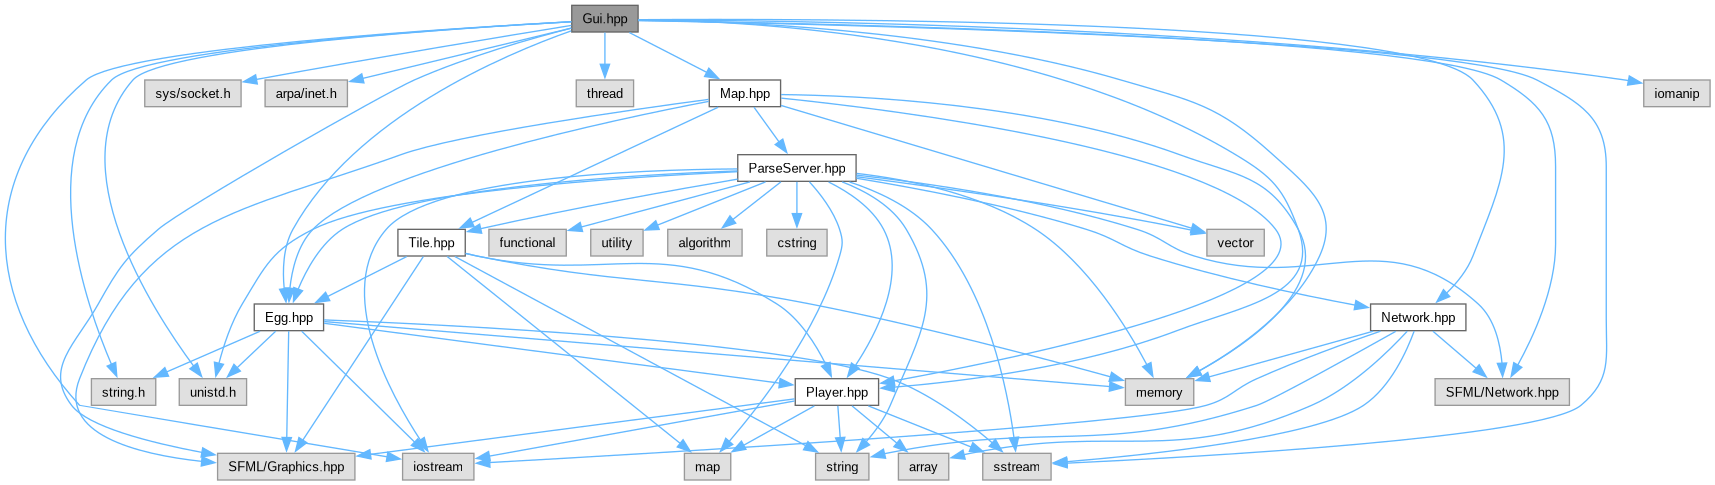 Gui.hpp
sys/socket.h
arpa/inet.h
thread
Map.hpp
iomanip
ParseServer.hpp
Tile.hpp
functional
utility
algorithm
cstring
vector
Egg.hpp
Network.hpp
string.h
unistd.h
Player.hpp
memory
SFML/Network.hpp
SFML/Graphics.hpp
iostream
map
string
array
sstream